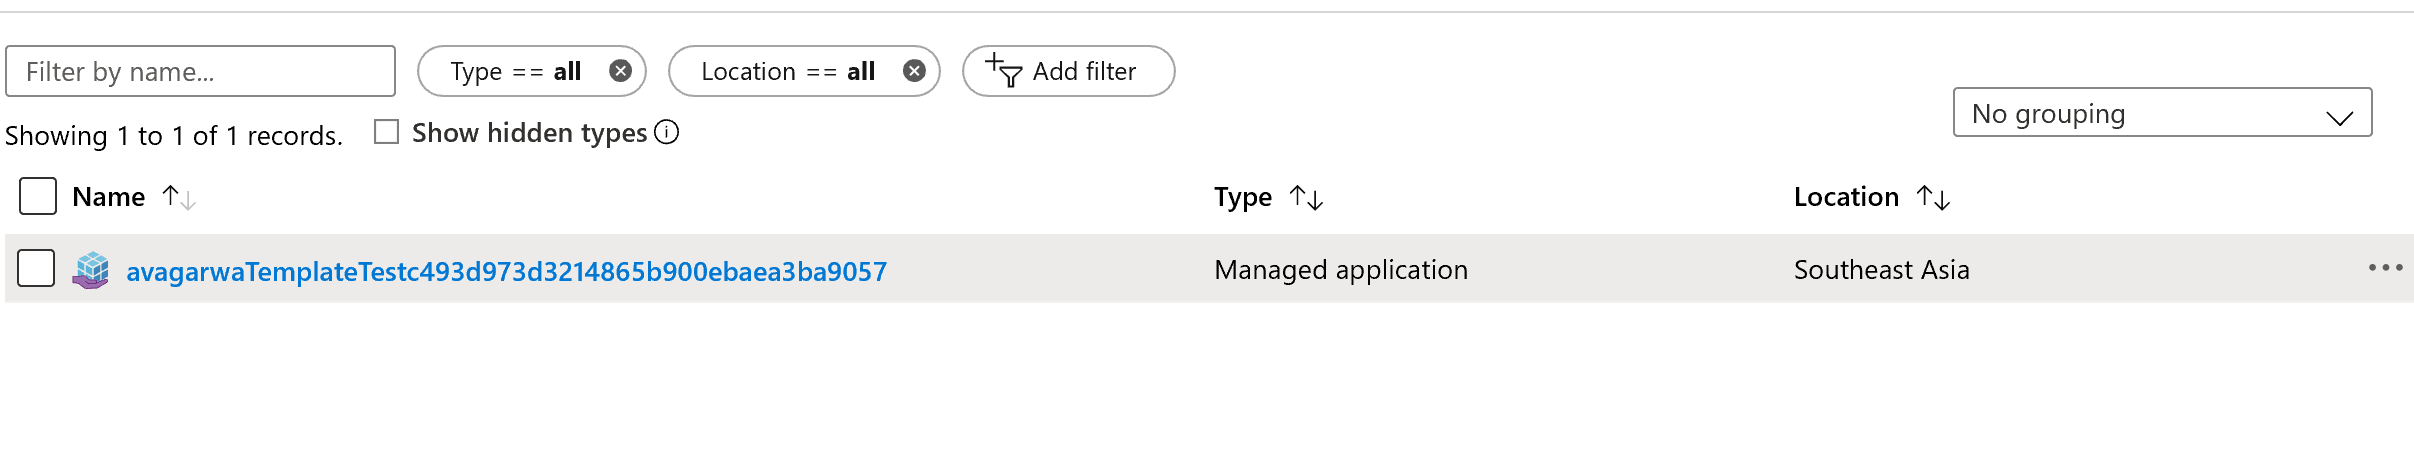 Filter by name...
Type == all
Location == all
Add filter
No grouping
Showing 1 to 1 of 1 records.
Show hidden types
Name
Type
Location
avagarwaTemplateTestc493d973d3214865b900ebaea3ba9057
Managed application
Southeast Asia